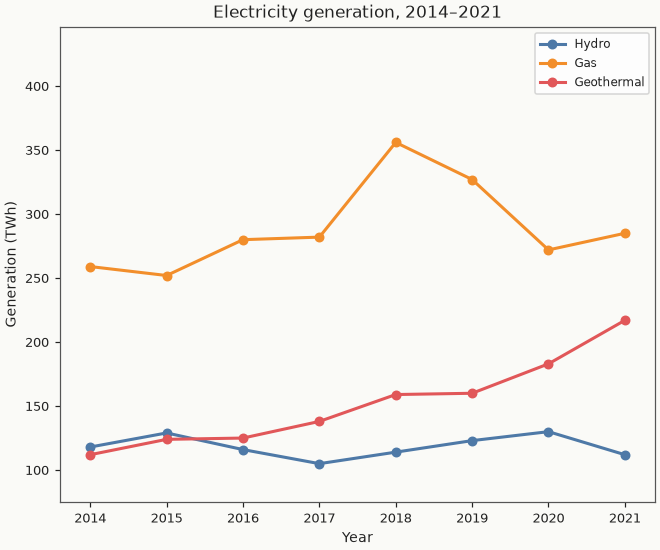 Electricity generation, 2014–2021
Hydro
Gas
Geothermal
Generation (TWh)
400
350
300
250
200
150
100
2014 2015 2016 2017 2018 2019 2020 2021
Year